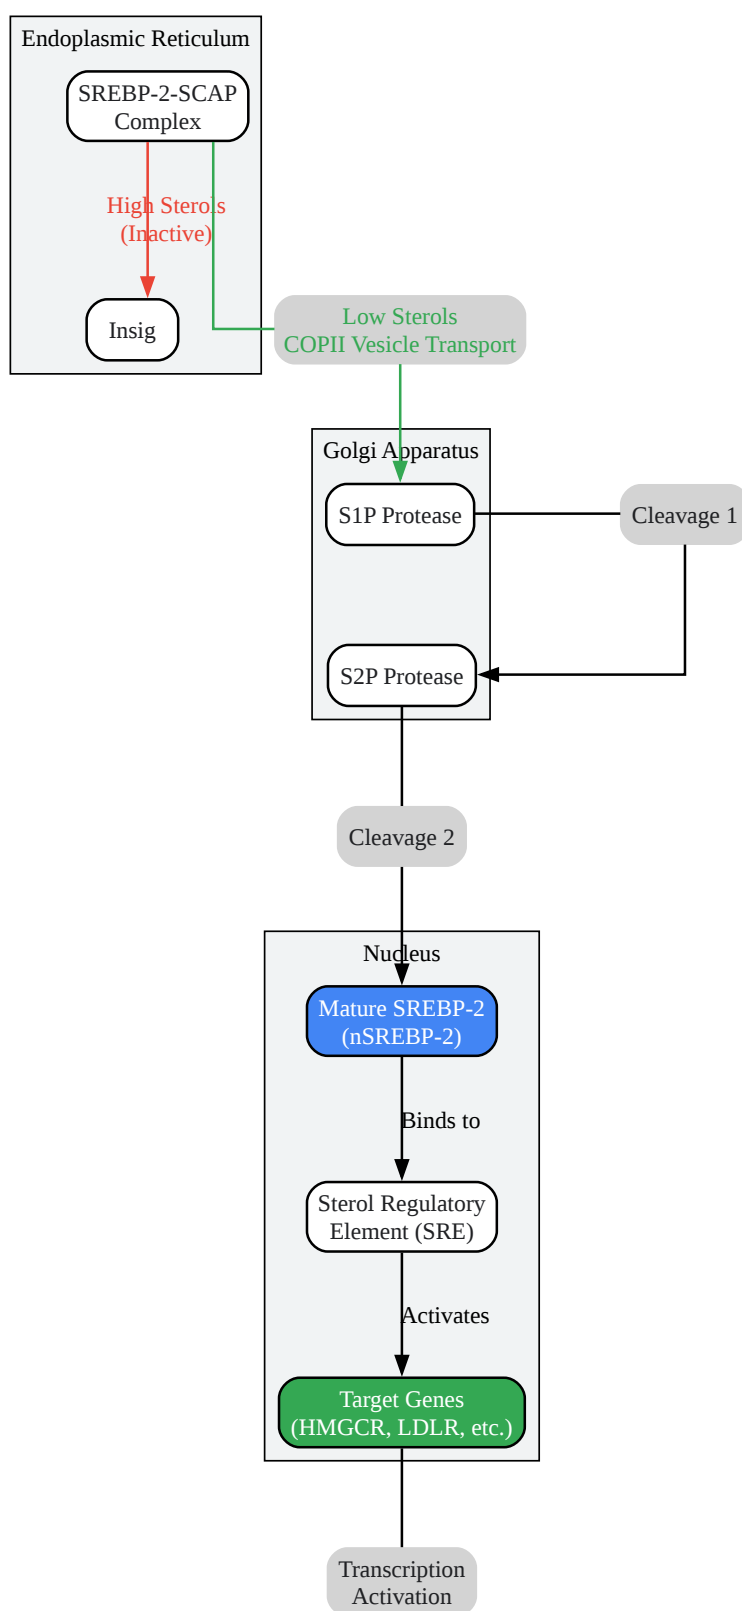 Endoplasmic Reticulum
SREBP-2-SCAP
Complex
High Sterols
(Inactive)
Insig
Low Sterols
COPII Vesicle Transport
Golgi Apparatus
S1P Protease
Cleavage 1
S2P Protease
Cleavage 2
Nucleus
Mature SREBP-2
(nSREBP-2)
Binds to
Sterol Regulatory
Element (SRE)
Activates
Target Genes
(HMGCR, LDLR, etc.)
Transcription
Activation